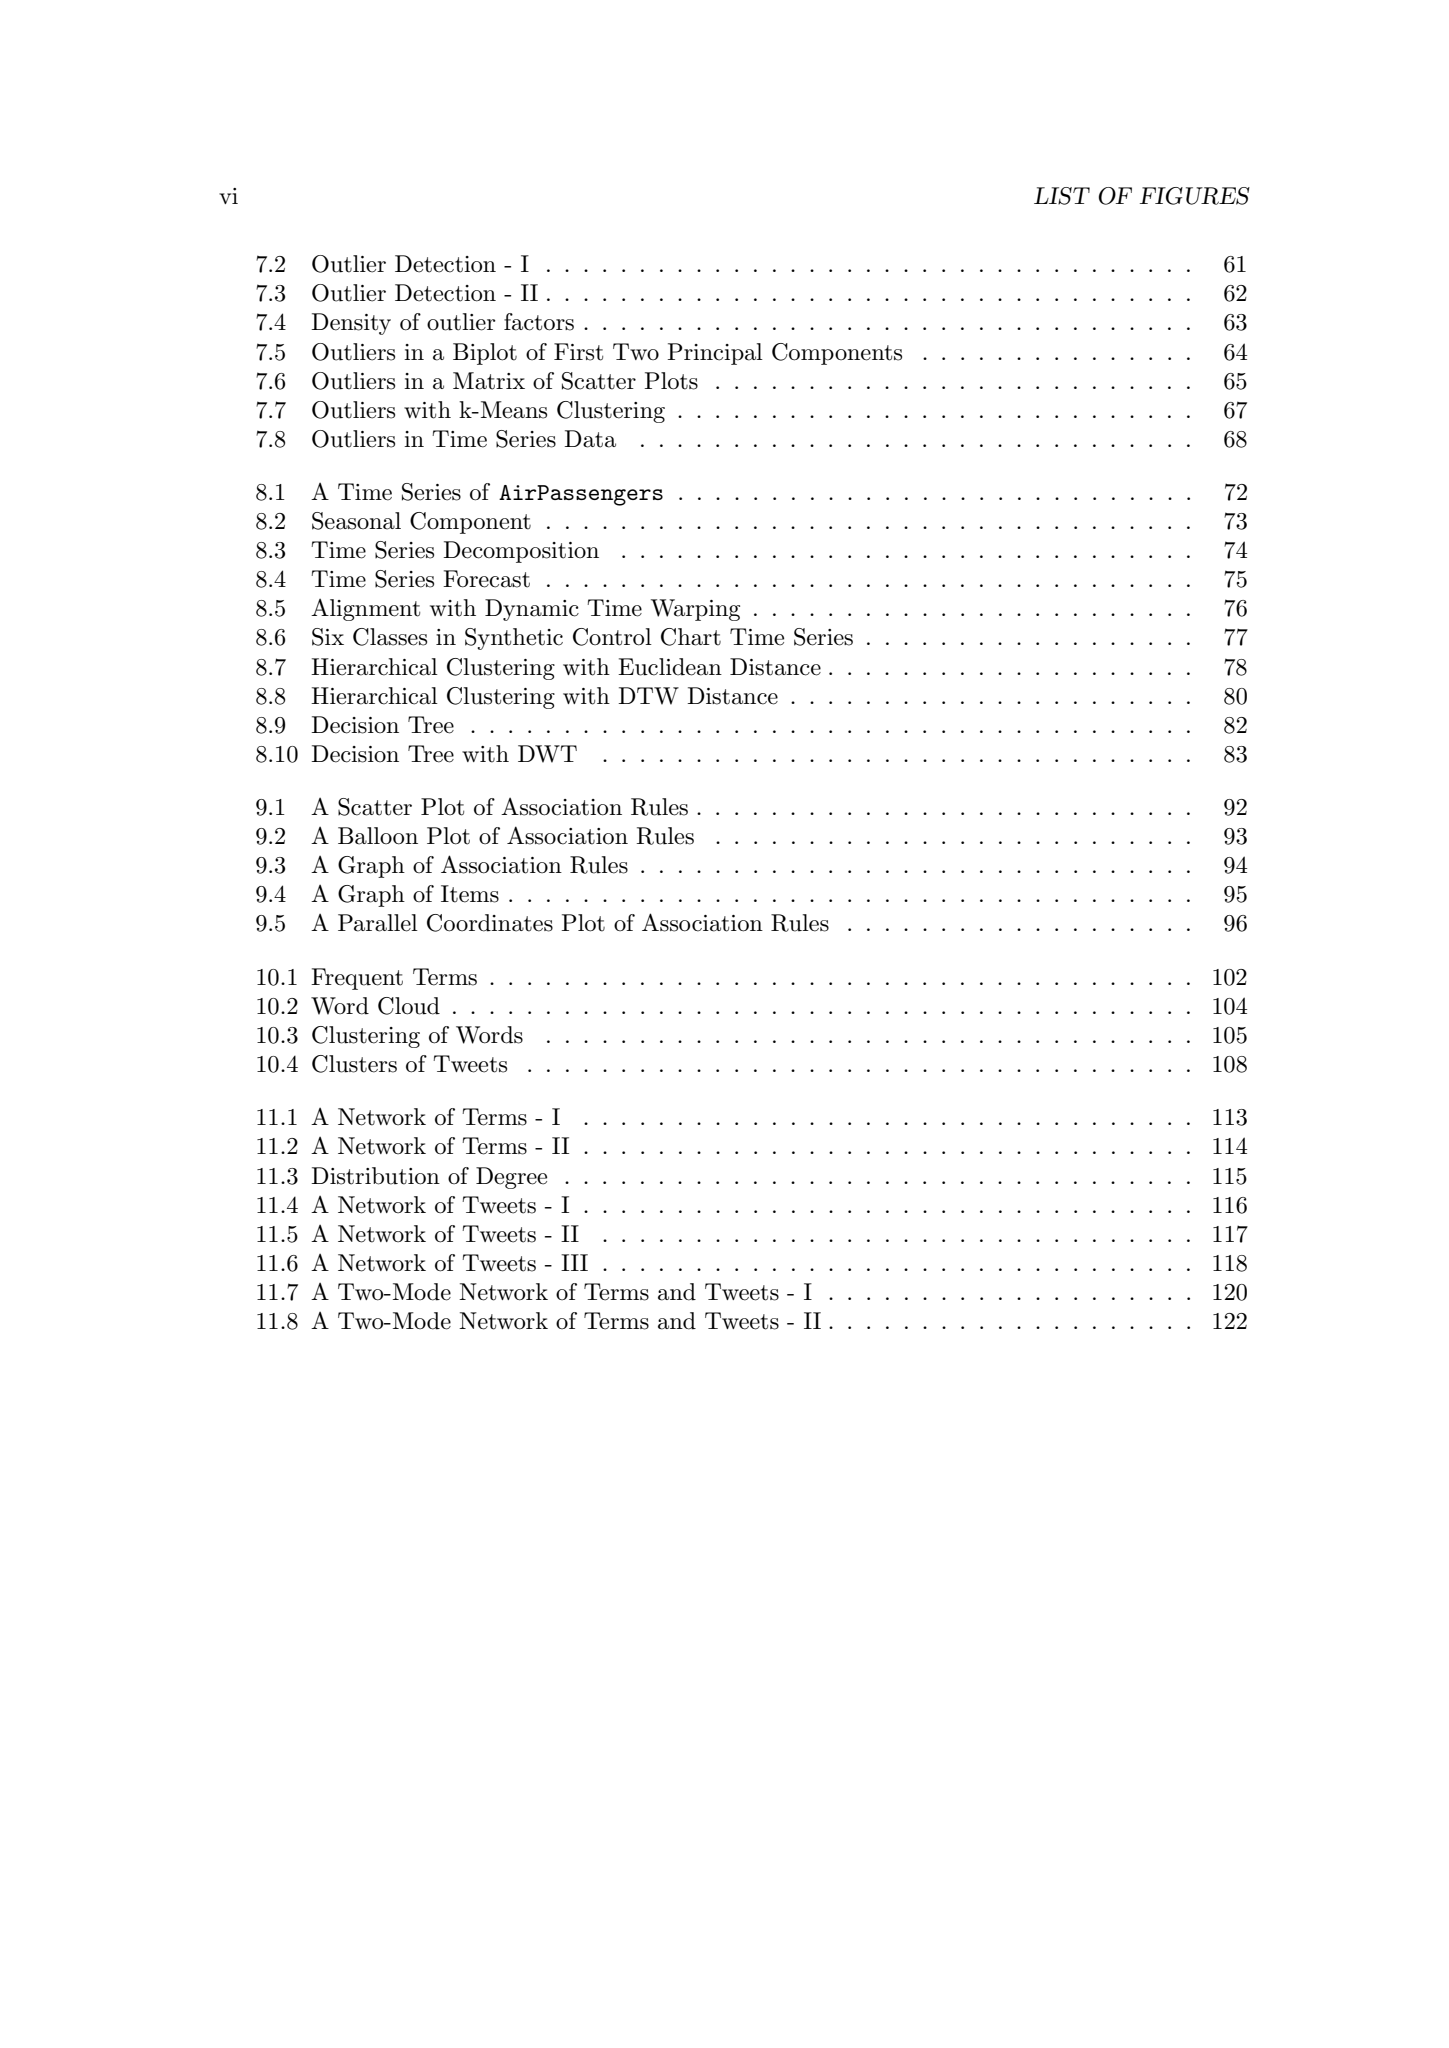 vi LIST OF FIGURES
7.2 Outlier Detection - I . . . . . . . . . . . . . . . . . . . . . . . . . . . . . . . . . . . 61
7.3 Outlier Detection - II . . . . . . . . . . . . . . . . . . . . . . . . . . . . . . . . . . . 62
7.4 Density of outlier factors . . . . . . . . . . . . . . . . . . . . . . . . . . . . . . . . . 63
7.5 Outliers in a Biplot of First Two Principal Components . . . . . . . . . . . . . . . 64
7.6 Outliers in a Matrix of Scatter Plots . . . . . . . . . . . . . . . . . . . . . . . . . . 65
7.7 Outliers with k-Means Clustering . . . . . . . . . . . . . . . . . . . . . . . . . . . . 67
7.8 Outliers in Time Series Data . . . . . . . . . . . . . . . . . . . . . . . . . . . . . . 68
8.1 A Time Series of AirPassengers . . . . . . . . . . . . . . . . . . . . . . . . . . . . 72
8.2 Seasonal Component . . . . . . . . . . . . . . . . . . . . . . . . . . . . . . . . . . . 73
8.3 Time Series Decomposition . . . . . . . . . . . . . . . . . . . . . . . . . . . . . . . 74
8.4 Time Series Forecast . . . . . . . . . . . . . . . . . . . . . . . . . . . . . . . . . . . 75
8.5 Alignment with Dynamic Time Warping . . . . . . . . . . . . . . . . . . . . . . . . 76
8.6 Six Classes in Synthetic Control Chart Time Series . . . . . . . . . . . . . . . . . . 77
8.7 Hierarchical Clustering with Euclidean Distance . . . . . . . . . . . . . . . . . . . . 78
8.8 Hierarchical Clustering with DTW Distance . . . . . . . . . . . . . . . . . . . . . . 80
8.9 Decision Tree . . . . . . . . . . . . . . . . . . . . . . . . . . . . . . . . . . . . . . . 82
8.10 Decision Tree with DWT . . . . . . . . . . . . . . . . . . . . . . . . . . . . . . . . 83
9.1 A Scatter Plot of Association Rules . . . . . . . . . . . . . . . . . . . . . . . . . . . 92
9.2 A Balloon Plot of Association Rules . . . . . . . . . . . . . . . . . . . . . . . . . . 93
9.3 A Graph of Association Rules . . . . . . . . . . . . . . . . . . . . . . . . . . . . . . 94
9.4 A Graph of Items . . . . . . . . . . . . . . . . . . . . . . . . . . . . . . . . . . . . . 95
9.5 A Parallel Coordinates Plot of Association Rules . . . . . . . . . . . . . . . . . . . 96
10.1 Frequent Terms . . . . . . . . . . . . . . . . . . . . . . . . . . . . . . . . . . . . . . 102
10.2 Word Cloud . . . . . . . . . . . . . . . . . . . . . . . . . . . . . . . . . . . . . . . . 104
10.3 Clustering of Words . . . . . . . . . . . . . . . . . . . . . . . . . . . . . . . . . . . 105
10.4 Clusters of Tweets . . . . . . . . . . . . . . . . . . . . . . . . . . . . . . . . . . . . 108
11.1 A Network of Terms - I . . . . . . . . . . . . . . . . . . . . . . . . . . . . . . . . . 113
11.2 A Network of Terms - II . . . . . . . . . . . . . . . . . . . . . . . . . . . . . . . . . 114
11.3 Distribution of Degree . . . . . . . . . . . . . . . . . . . . . . . . . . . . . . . . . . 115
11.4 A Network of Tweets - I . . . . . . . . . . . . . . . . . . . . . . . . . . . . . . . . . 116
11.5 A Network of Tweets - II . . . . . . . . . . . . . . . . . . . . . . . . . . . . . . . . 117
11.6 A Network of Tweets - III . . . . . . . . . . . . . . . . . . . . . . . . . . . . . . . . 118
11.7 A Two-Mode Network of Terms and Tweets - I . . . . . . . . . . . . . . . . . . . . 120
11.8 A Two-Mode Network of Terms and Tweets - II . . . . . . . . . . . . . . . . . . . . 122